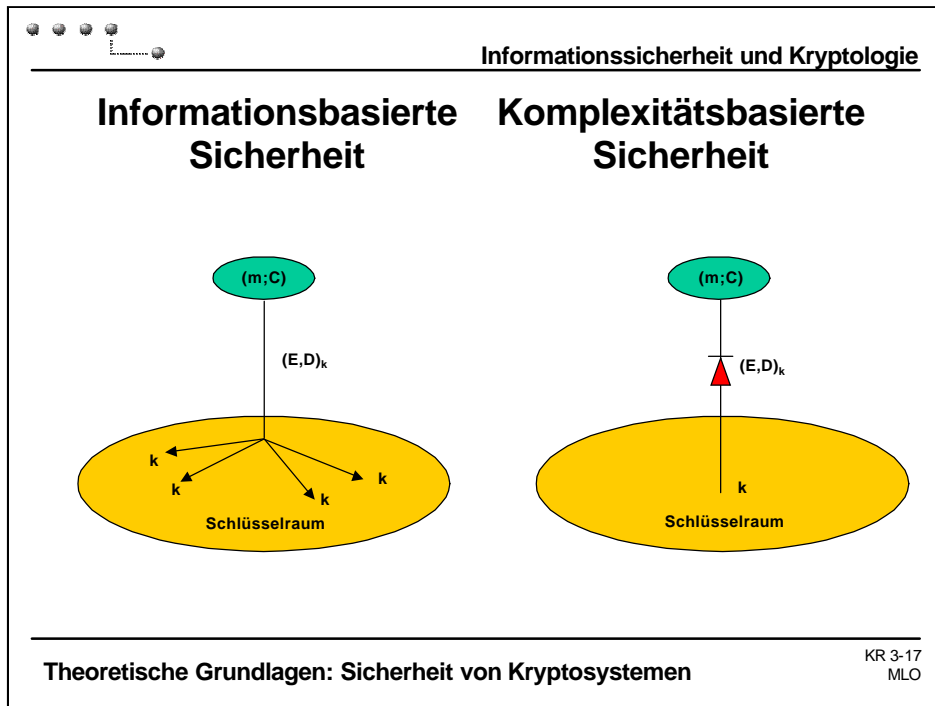 Informationssicherheit und Kryptologie
Informationsbasierte
Sicherheit
Komplexitätsbasierte
Sicherheit
(m;C)
(E,D)k
k
k
k
k
Schlüsselraum
(m;C)
(E,D)k
k
Schlüsselraum
Theoretische Grundlagen: Sicherheit von Kryptosystemen
KR 3-17
MLO